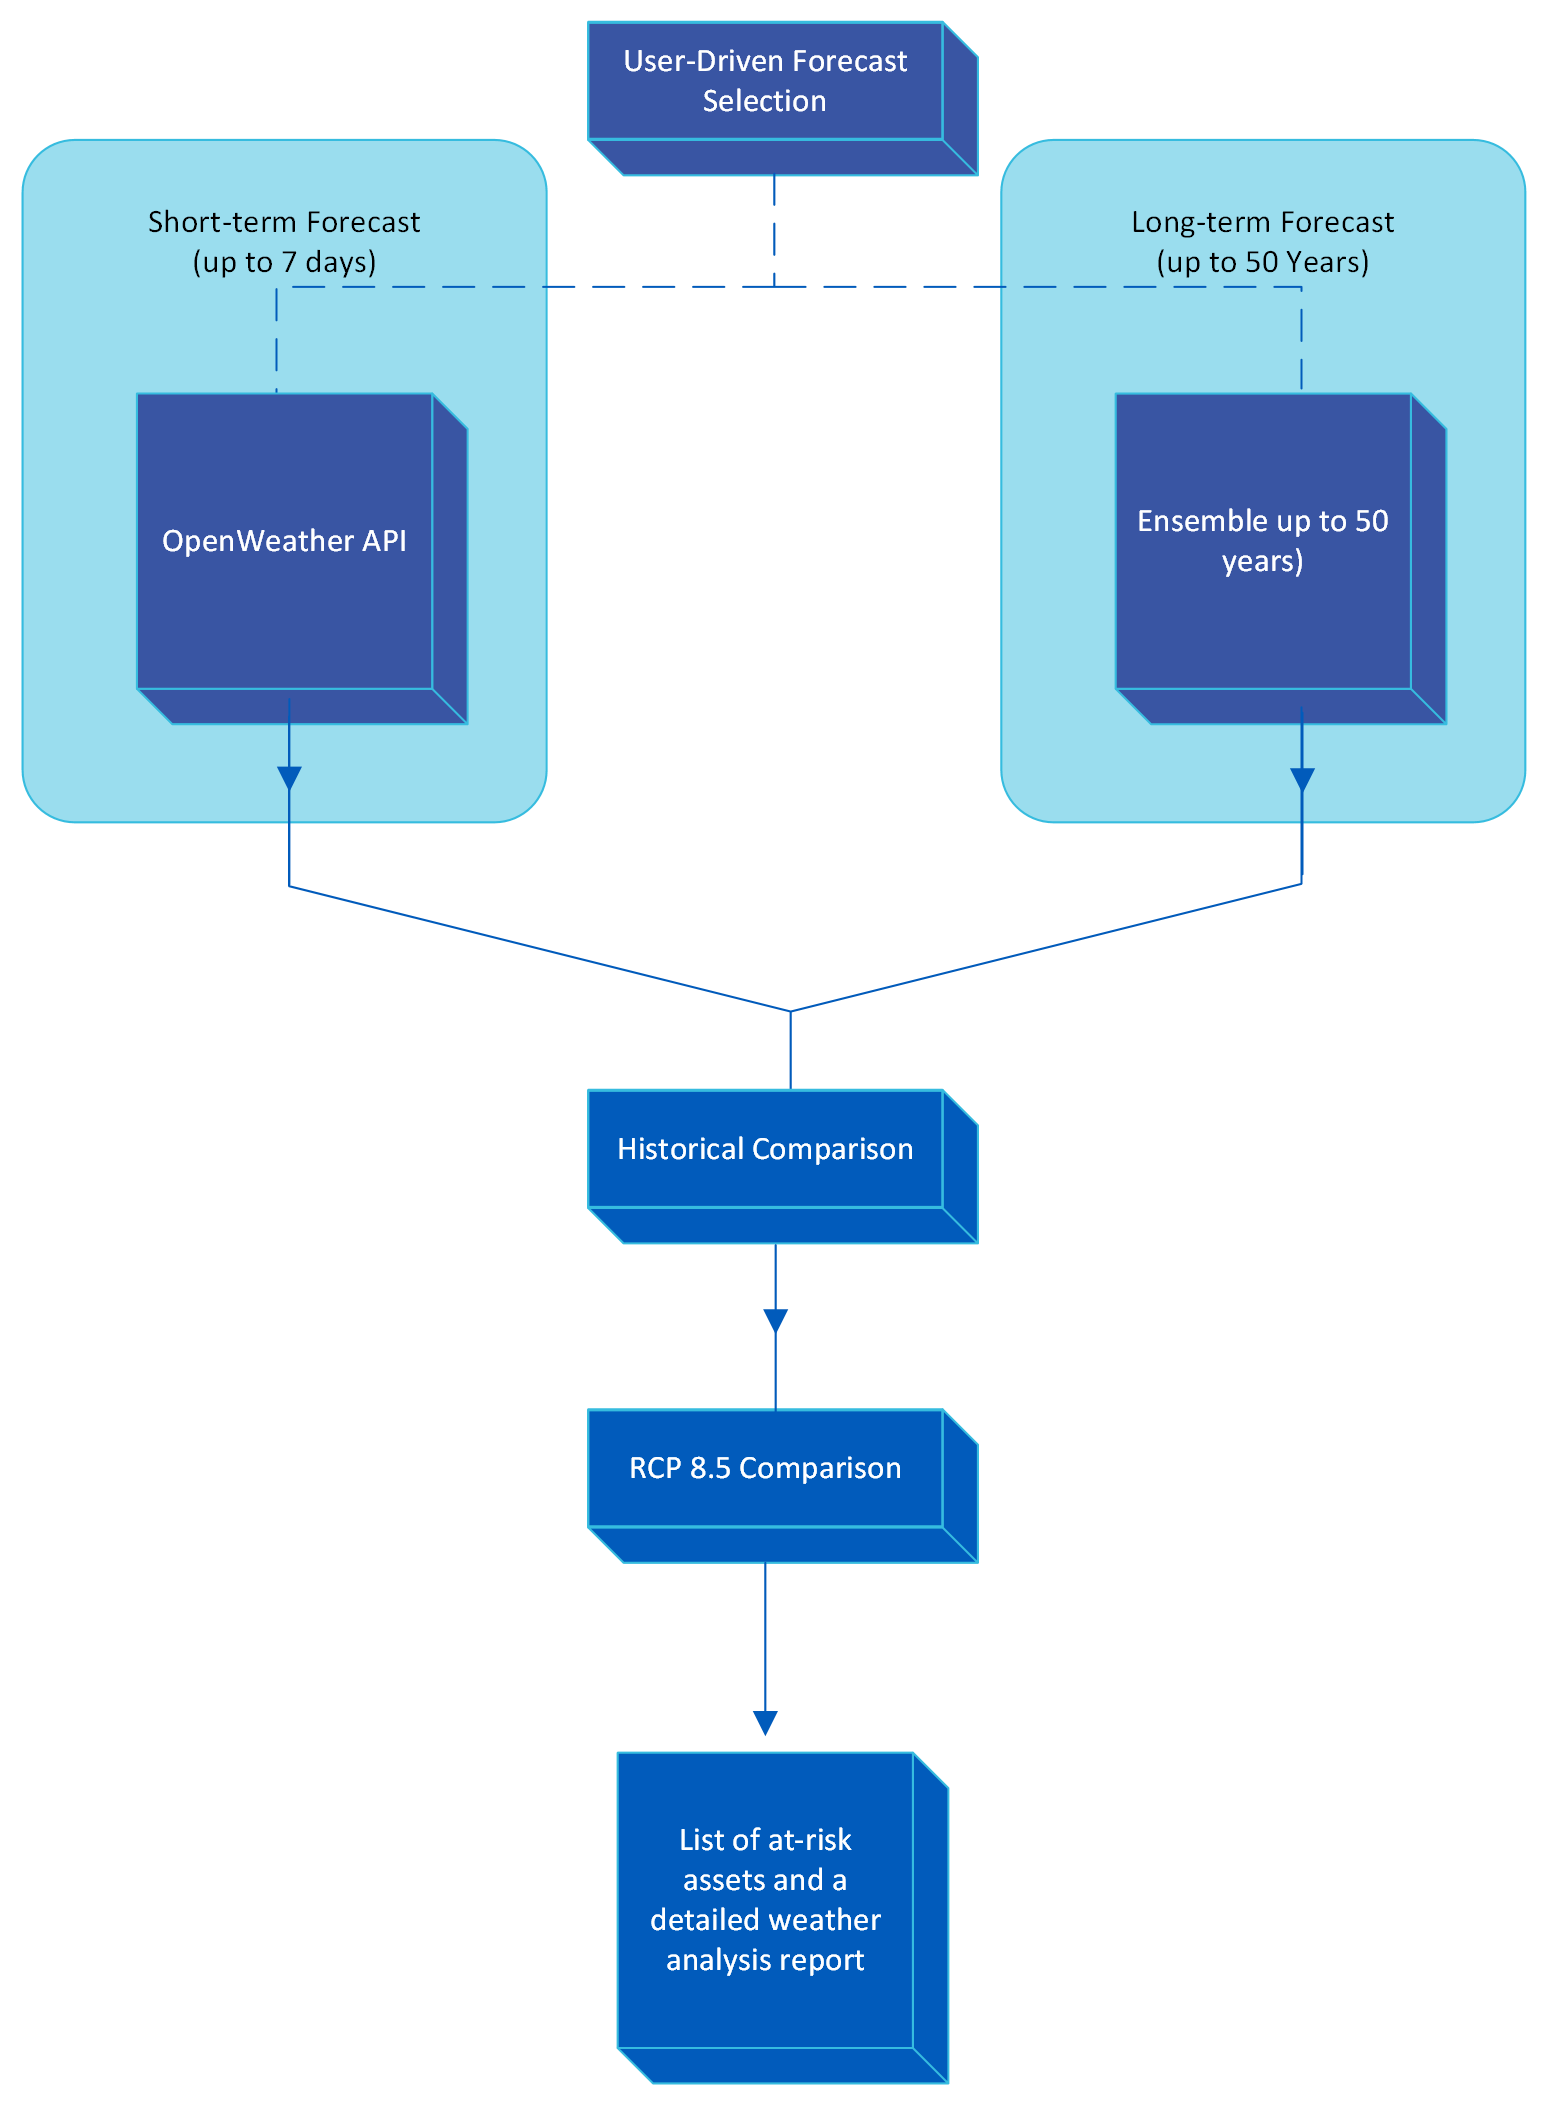 User-Driven Forecast
Selection
Short-term Forecast
(up to 7 days)
Long-term Forecast
(up to 50 Years)
OpenWeather API
Ensemble up to 50
years)
Historical Comparison
RCP 8.5 Comparison
List of at-risk
assets and a
detailed weather
analysis report